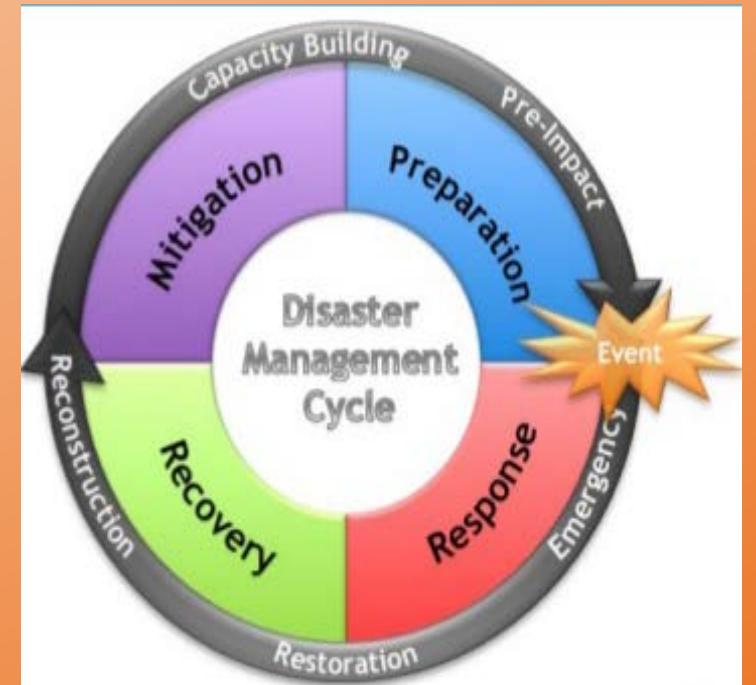 Capacity Building
Pre-Impact
Mitigation
Preparation
Disaster
Management
Cycle
Event
Reconstruction
Recovery
Response
Emergency
Restoration